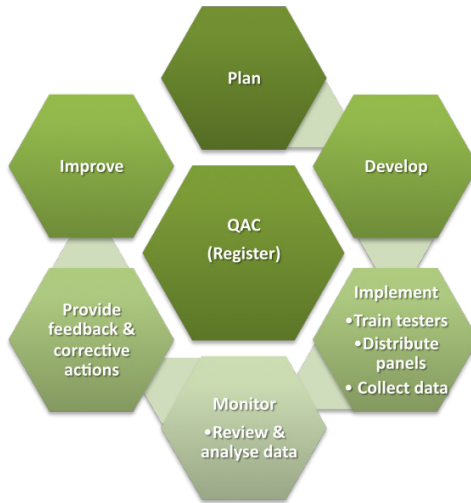 Plan
Improve
Develop
QAC
(Register)
Provide
feedback &
corrective
actions
Implement
•Train testers
•Distribute
panels
• Collect data
Monitor
•Review &
analyse data